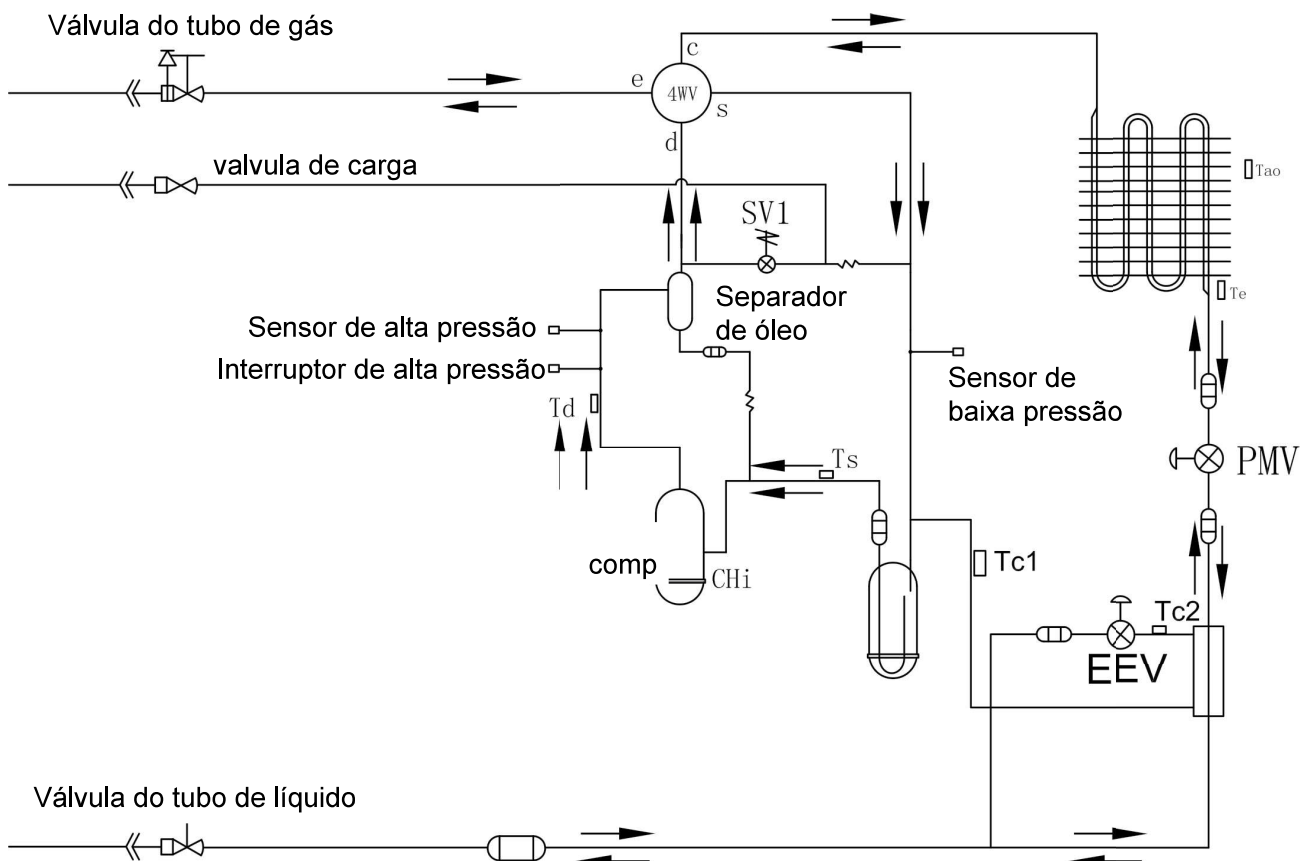 Válvula do tubo de gás
c
e
4WV
s
d
valvula de carga
Tao
SV1
Te
Separador
de óleo
Sensor de alta pressão
Interruptor de alta pressão
Sensor de
baixa pressão
Td
Ts
PMV
comp
CHi
Tc1
Tc2
EEV
Válvula do tubo de líquido